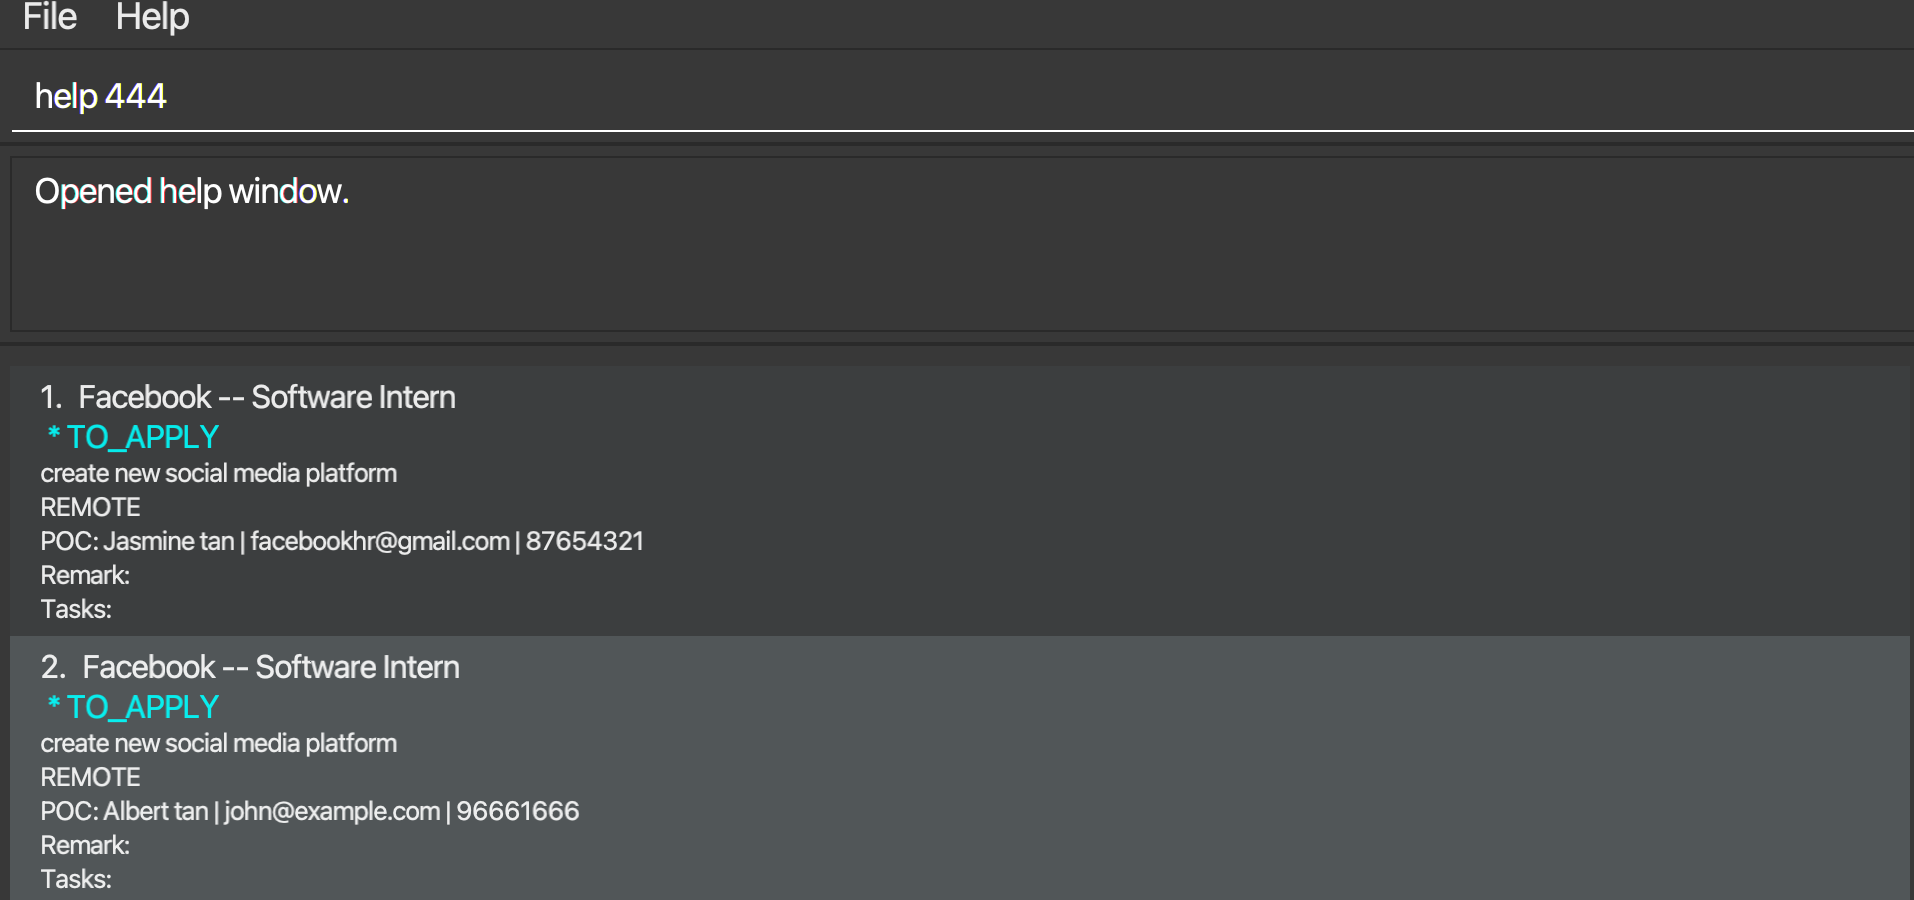 File Help
help 444
Opened help window.
1. Facebook -- Software Intern
* TO_APPLY
create new social media platform
REMOTE
POC: Jasmine tan | facebookhr@gmail.com | 87654321
Remark:
Tasks:
2. Facebook -- Software Intern
* TO_APPLY
create new social media platform
REMOTE
POC: Albert tan | john@example.com | 96661666
Remark:
Tasks: